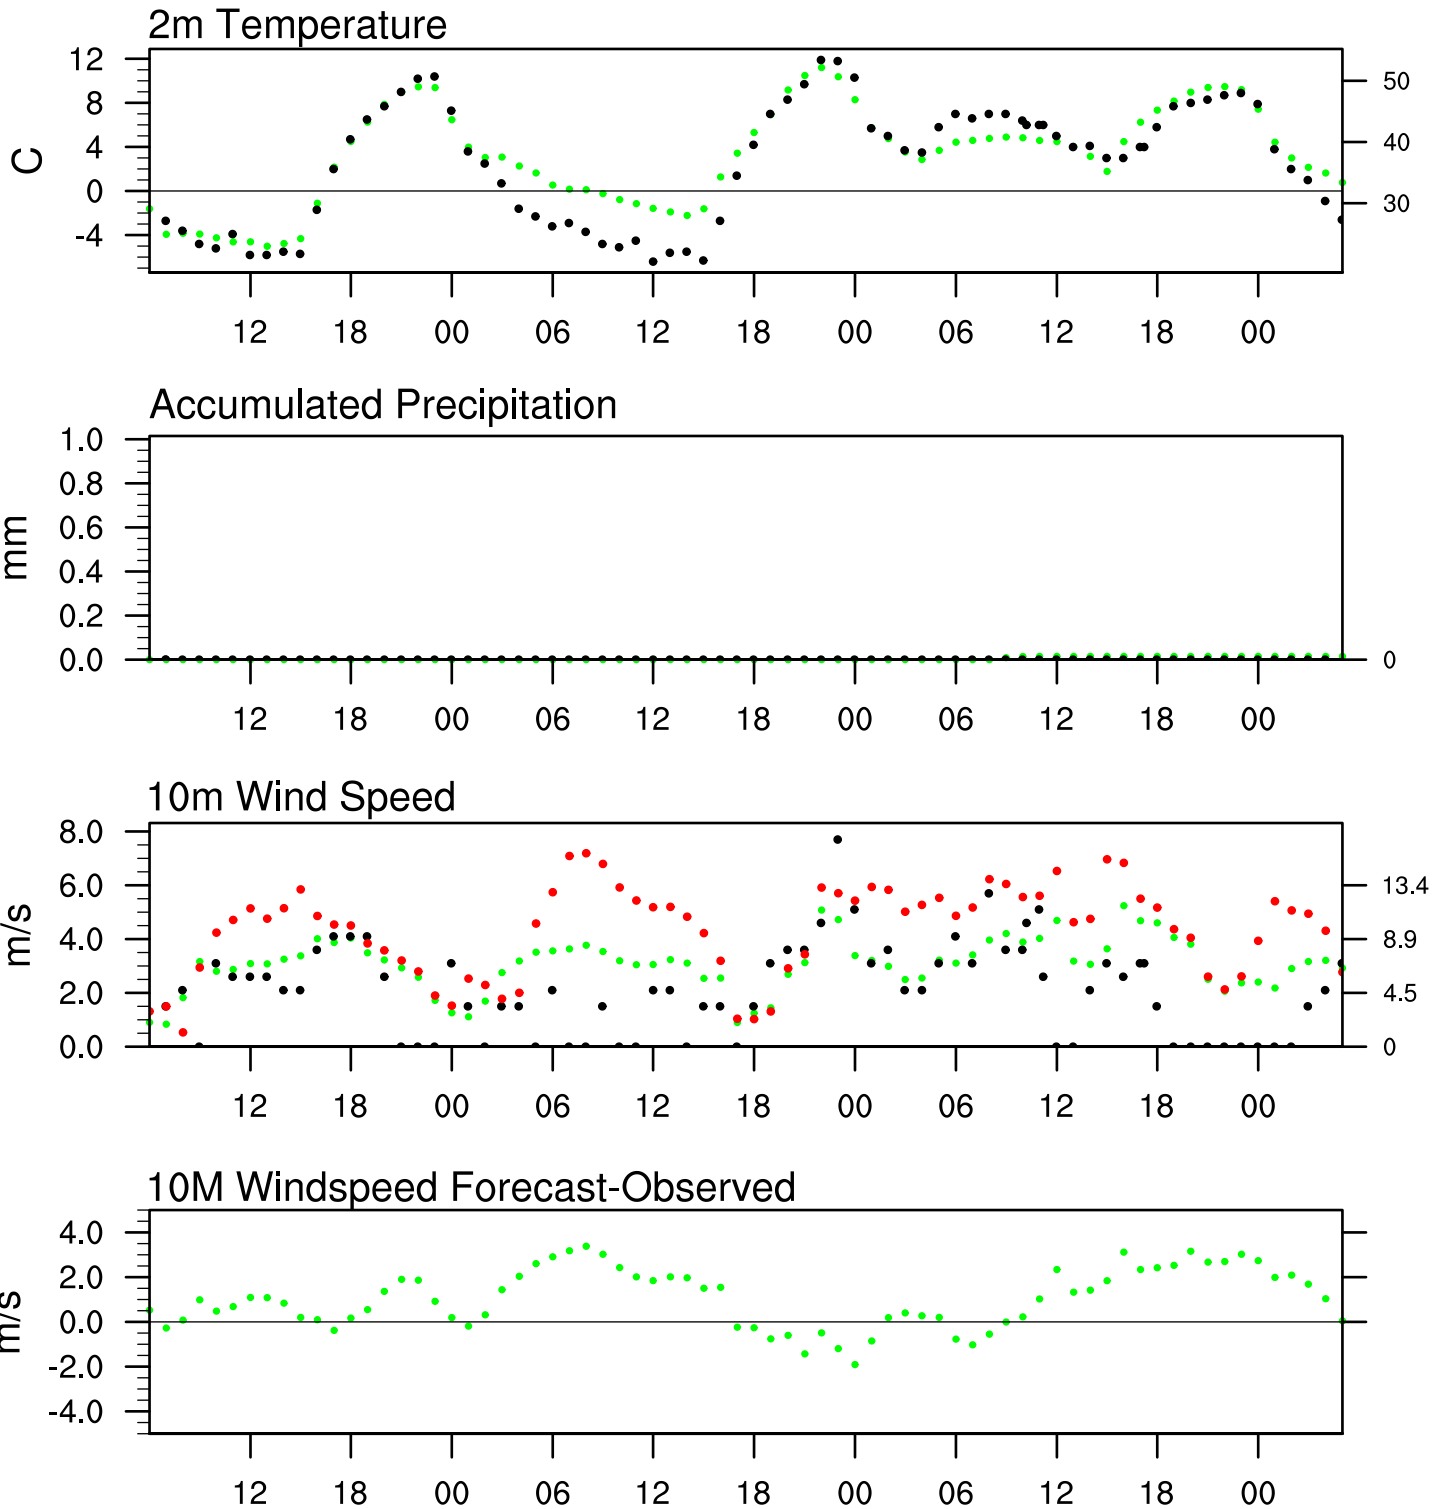 2m Temperature
12
8
4
0
-4
C
50
40
30
12 18 00 06 12 18 00 06 12 18 00
Accumulated Precipitation
1.0
0.8
0.6
0.4
0.2
0.0
mm
0
12 18 00 06 12 18 00 06 12 18 00
10m Wind Speed
8.0
6.0
4.0
2.0
0.0
m/s
13.4
8.9
4.5
0
12 18 00 06 12 18 00 06 12 18 00
10M Windspeed Forecast-Observed
4.0
2.0
0.0
-2.0
-4.0
m/s
12 18 00 06 12 18 00 06 12 18 00